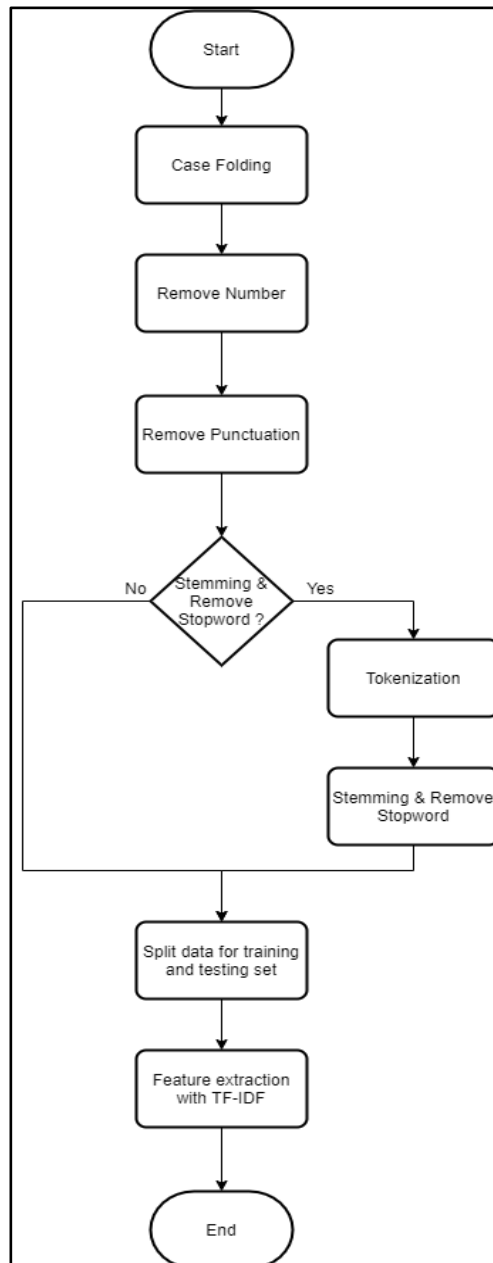 Start
Case Folding
Remove Number
Remove Punctuation
Stemming &
Remove
Stopword ?
No
Yes
Tokenization
Stemming & Remove
Stopword
Split data for training
and testing set
Feature extraction
with TF-IDF
End